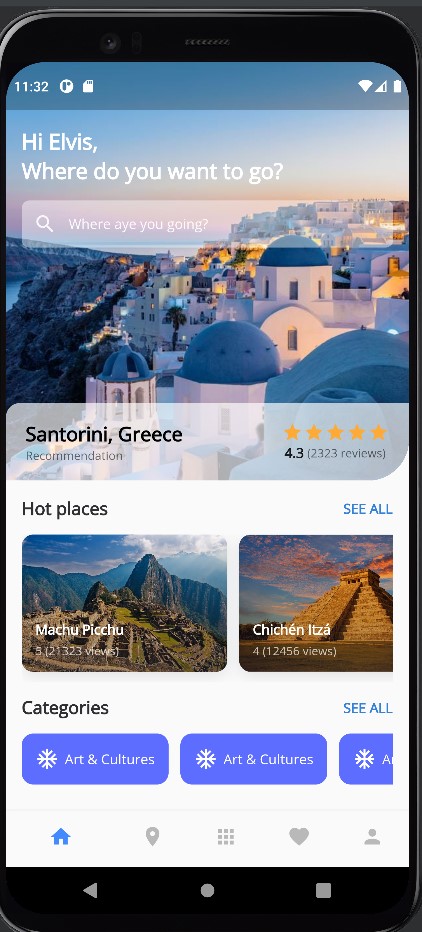 11:32
Hi Elvis,
Where do you want to go?
Where aye you going?
Santorini, Greece
Recommendation
4.3 (2323 reviews)
Hot places
SEE ALL
Machu Picchu
5 (21323 views)
Chichén Itzá
4 (12456 views)
Categories
SEE ALL
Art & Cultures
Art & Cultures